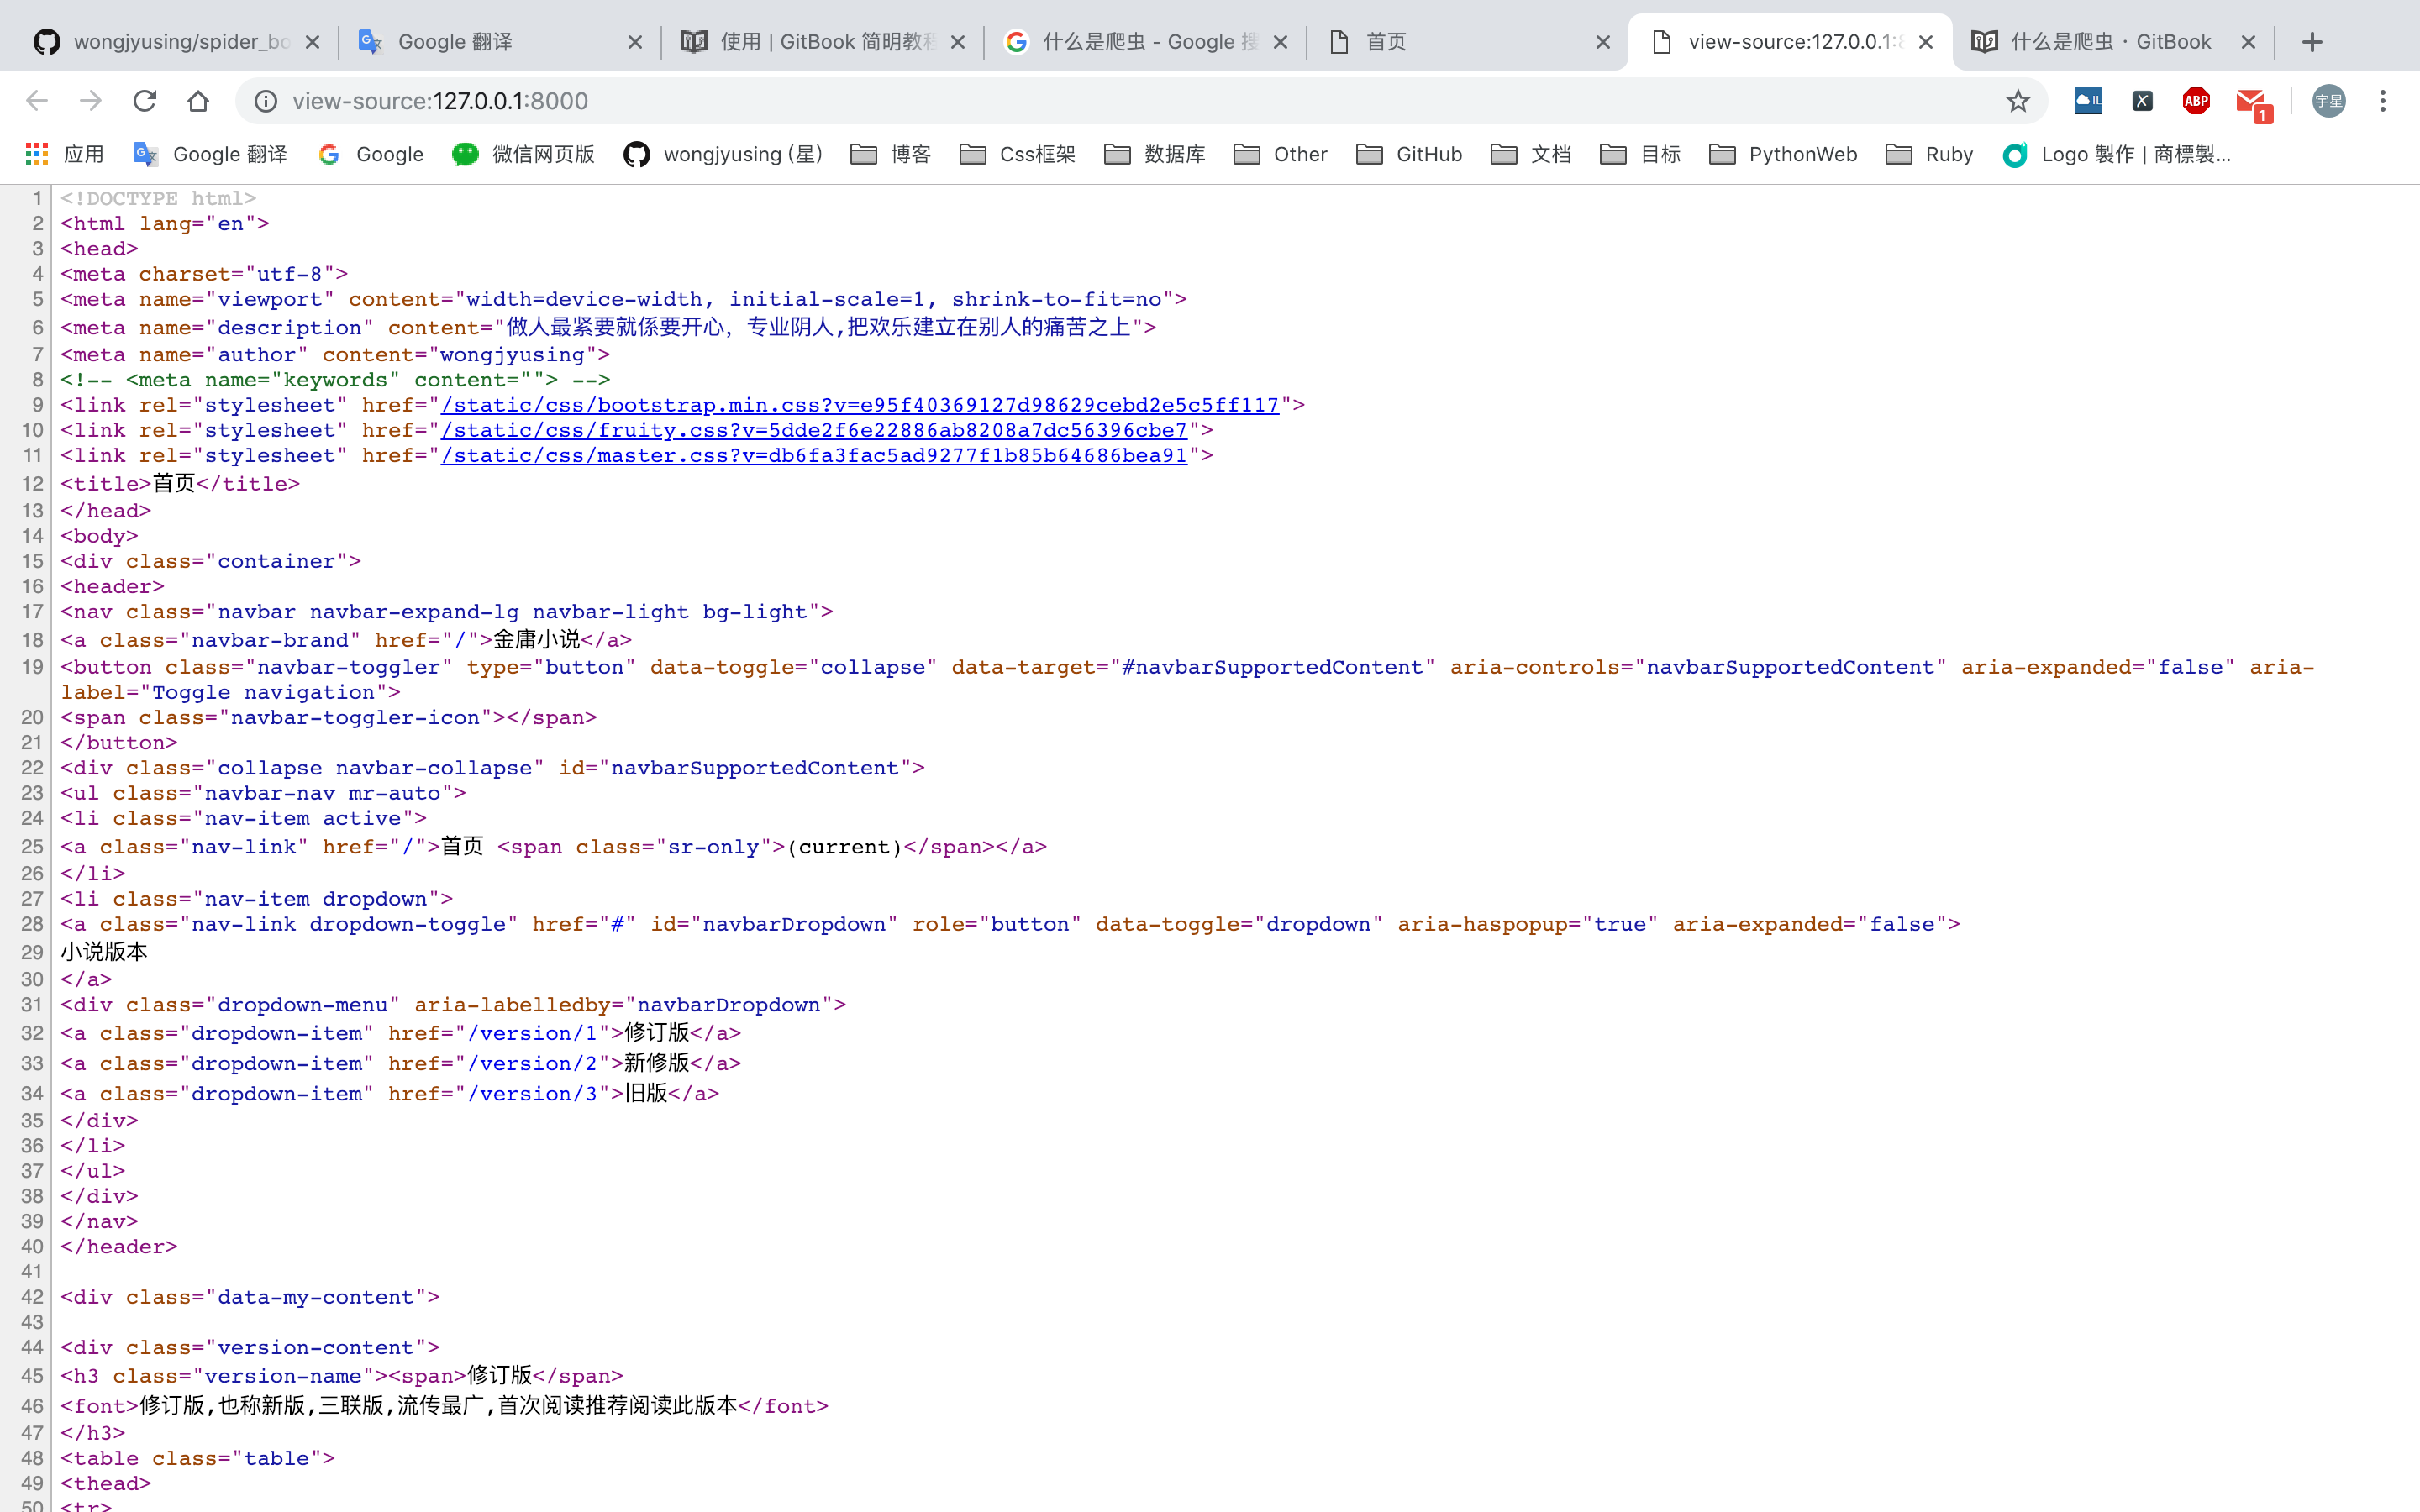 wongjyusing/spider_bo
Google 翻译
使用 | GitBook 简明教程
什么是爬虫 - Google 搜
首页
view-source:127.0.0.1:8
什么是爬虫 · GitBook
view-source:127.0.0.1:8000
IL
X
ABP
1
宇星
应用
Google 翻译
Google
微信网页版
wongjyusing (星)
博客
Css框架
数据库
Other
GitHub
文档
目标
PythonWeb
Ruby
Logo 製作 | 商標製...
1 <!DOCTYPE html>
2 <html lang="en">
3 <head>
4 <meta charset="utf-8">
5 <meta name="viewport" content="width=device-width, initial-scale=1, shrink-to-fit=no">
6 <meta name="description" content="做人最紧要就係要开心，专业阴人,把欢乐建立在别人的痛苦之上">
7 <meta name="author" content="wongjyusing">
8 <!-- <meta name="keywords" content=""> -->
9 <link rel="stylesheet" href="/static/css/bootstrap.min.css?v=e95f40369127d98629cebd2e5c5ff117">
10 <link rel="stylesheet" href="/static/css/fruity.css?v=5dde2f6e22886ab8208a7dc56396cbe7">
11 <link rel="stylesheet" href="/static/css/master.css?v=db6fa3fac5ad9277f1b85b64686bea91">
12 <title>首页</title>
13 </head>
14 <body>
15 <div class="container">
16 <header>
17 <nav class="navbar navbar-expand-lg navbar-light bg-light">
18 <a class="navbar-brand" href="/">金庸小说</a>
19 <button class="navbar-toggler" type="button" data-toggle="collapse" data-target="#navbarSupportedContent" aria-controls="navbarSupportedContent" aria-expanded="false" aria-
label="Toggle navigation">
20 <span class="navbar-toggler-icon"></span>
21 </button>
22 <div class="collapse navbar-collapse" id="navbarSupportedContent">
23 <ul class="navbar-nav mr-auto">
24 <li class="nav-item active">
25 <a class="nav-link" href="/">首页 <span class="sr-only">(current)</span></a>
26 </li>
27 <li class="nav-item dropdown">
28 <a class="nav-link dropdown-toggle" href="#" id="navbarDropdown" role="button" data-toggle="dropdown" aria-haspopup="true" aria-expanded="false">
29 小说版本
30 </a>
31 <div class="dropdown-menu" aria-labelledby="navbarDropdown">
32 <a class="dropdown-item" href="/version/1">修订版</a>
33 <a class="dropdown-item" href="/version/2">新修版</a>
34 <a class="dropdown-item" href="/version/3">旧版</a>
35 </div>
36 </li>
37 </ul>
38 </div>
39 </nav>
40 </header>
41
42 <div class="data-my-content">
43
44 <div class="version-content">
45 <h3 class="version-name"><span>修订版</span>
46 <font>修订版,也称新版,三联版,流传最广,首次阅读推荐阅读此版本</font>
47 </h3>
48 <table class="table">
49 <thead>
50 <tr>